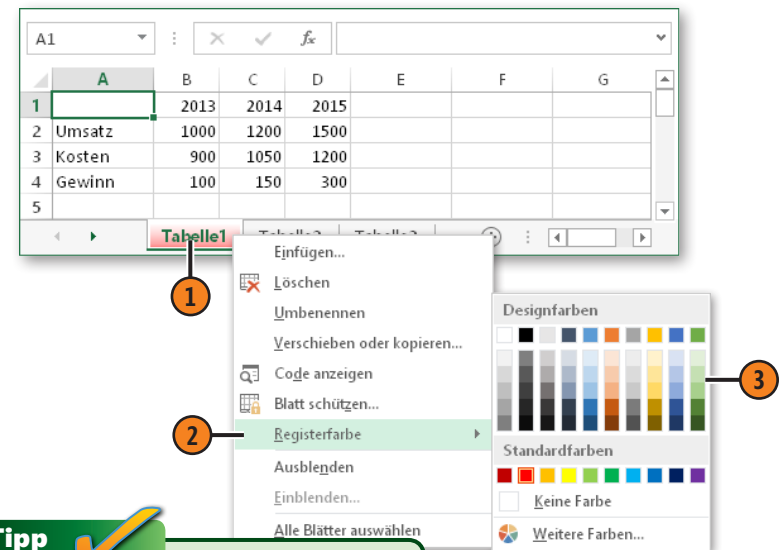 A1 fx
A B C D E F G
1 2013 2014 2015
2 Umsatz 1000 1200 1500
3 Kosten 900 1050 1200
4 Gewinn 100 150 300
5
Tabelle1 Tabelle2 Tabelle3
1
Einfügen...
Löschen
Umbenennen
Verschieben oder kopieren...
Code anzeigen
Blatt schützen...
2 Registerfarbe
Ausblenden
Einblenden...
Alle Blätter auswählen
Designfarben
3
Standardfarben
Keine Farbe
Weitere Farben...
Tipp